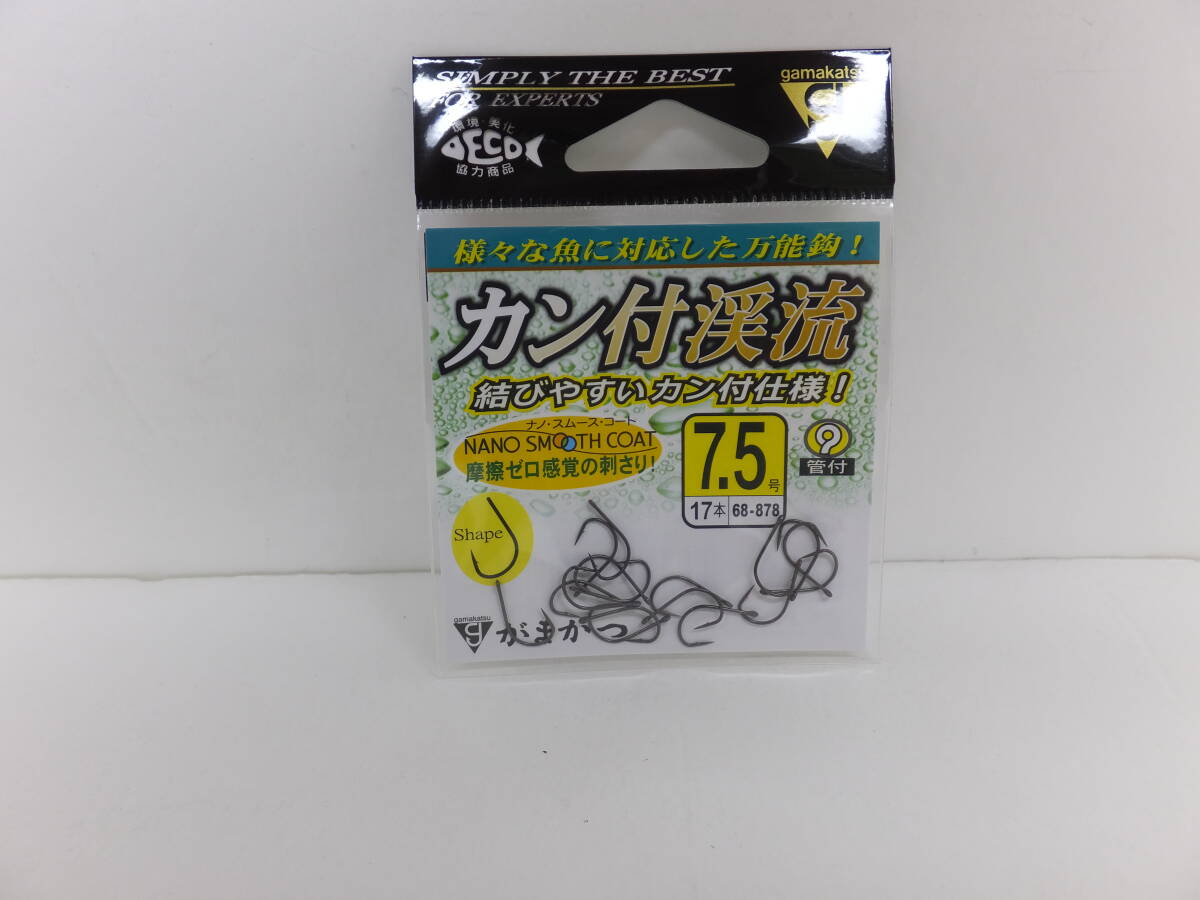 SIMPLY THE BEST
FOR EXPERTS
gamakatsu
環境・美化
DECO
協力商品
様々な魚に対応した万能鈎!
カン付渓流
結びやすいカン付仕様!
ナノ・スムース・コート
NANO SMOOTH COAT
摩擦ゼロ感覚の刺さり!
7.5号
管付
17本 68-878
Shape
gamakatsu
がまかつ